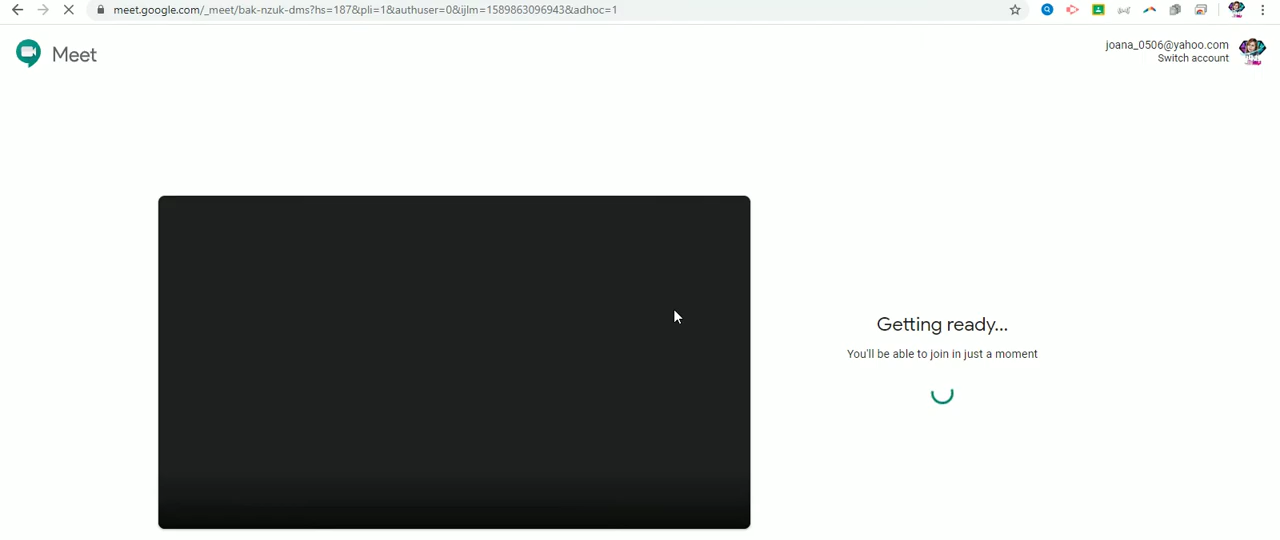 meet.google.com/_meet/bak-nzuk-dms?hs=187&pli=1&authuser=0&ijlm=1589863096943&adhoc=1
Meet
joana_0506@yahoo.com
Switch account
Getting ready...
You'll be able to join in just a moment